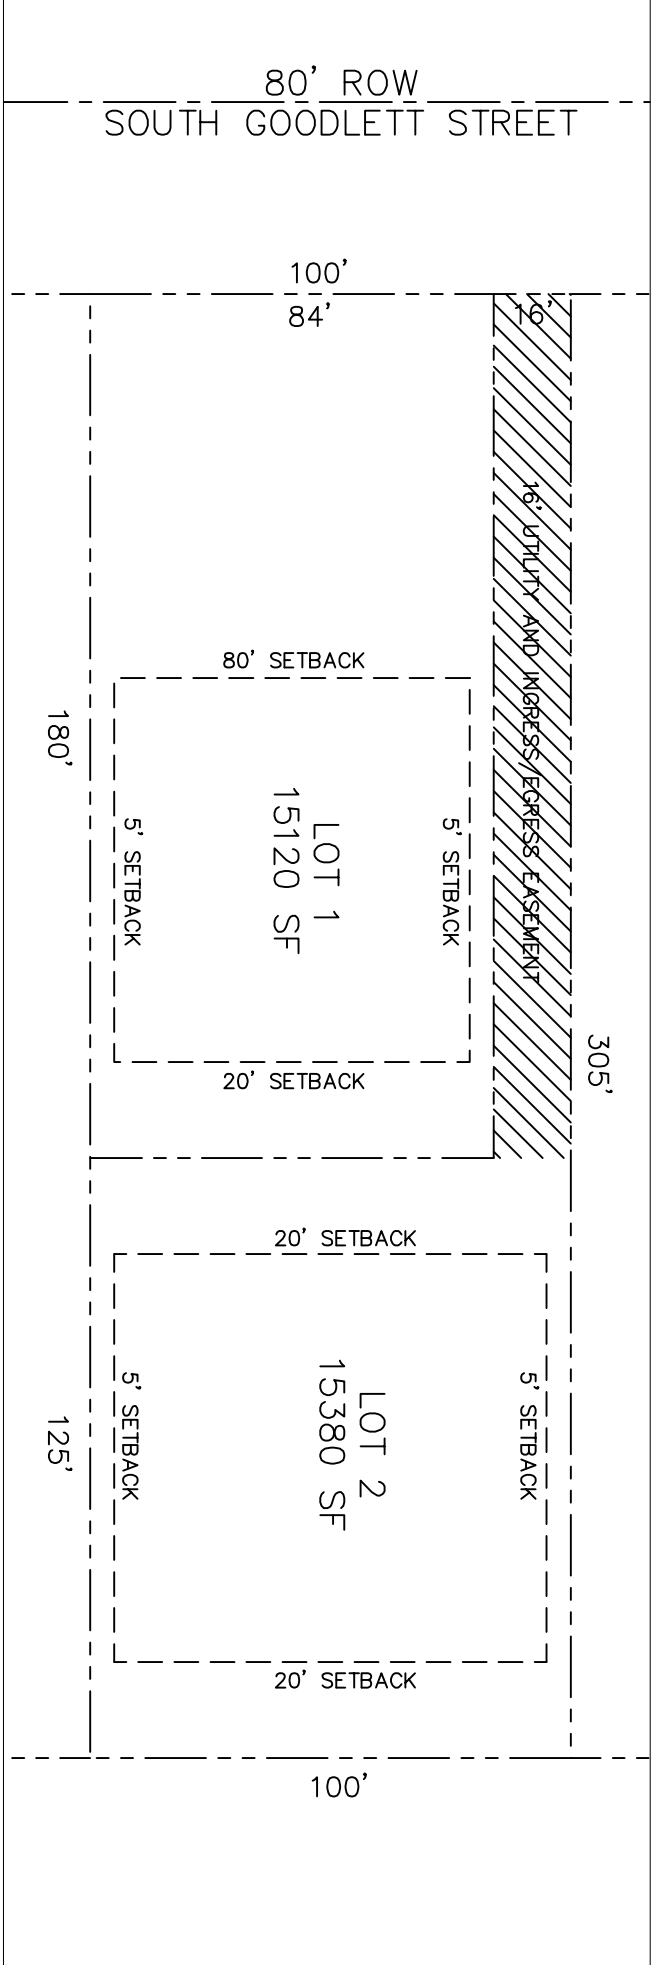 80' ROW
SOUTH GOODLETT STREET
100'
84'
16'
16' UTILITY AND INGRESS/EGRESS EASEMENT
80' SETBACK
180'
5' SETBACK
LOT 1
15120 SF
5' SETBACK
305'
20' SETBACK
20' SETBACK
5' SETBACK
LOT 2
15380 SF
5' SETBACK
125'
20' SETBACK
100'